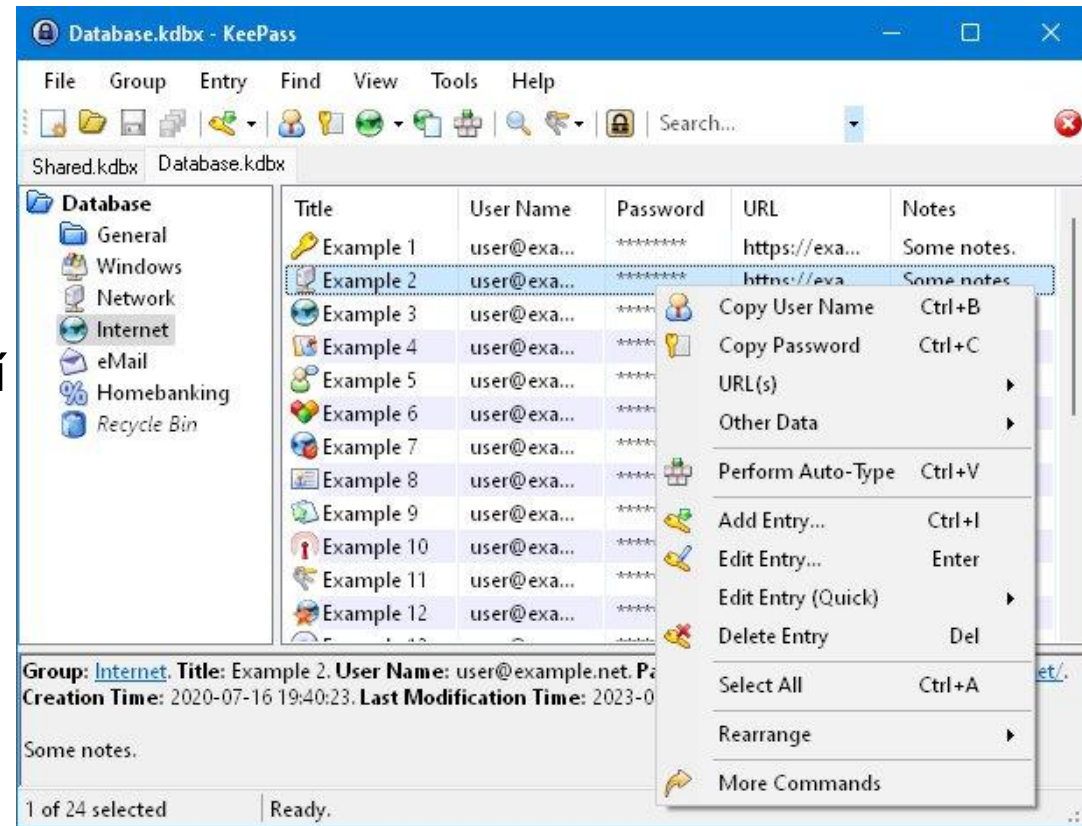 Database.kdbx - KeePass
File Group Entry Find View Tools Help
Search...
Shared.kdbx Database.kdbx
Database
General
Windows
Network
Internet
eMail
Homebanking
Recycle Bin
Title User Name Password URL Notes
Example 1 user@exa... ******** https://exa... Some notes.
Example 2 user@exa... ******** https://exa... Some notes.
Example 3 user@exa...
Example 4 user@exa...
Example 5 user@exa...
Example 6 user@exa...
Example 7 user@exa...
Example 8 user@exa...
Example 9 user@exa...
Example 10 user@exa...
Example 11 user@exa...
Example 12 user@exa...
Copy User Name Ctrl+B
Copy Password Ctrl+C
URL(s)
Other Data
Perform Auto-Type Ctrl+V
Add Entry... Ctrl+I
Edit Entry... Enter
Edit Entry (Quick)
Delete Entry Del
Select All Ctrl+A
Rearrange
More Commands
Group: Internet. Title: Example 2. User Name: user@example.net. et/.
Creation Time: 2020-07-16 19:40:23. Last Modification Time: 2023-0
Some notes.
1 of 24 selected Ready.
í